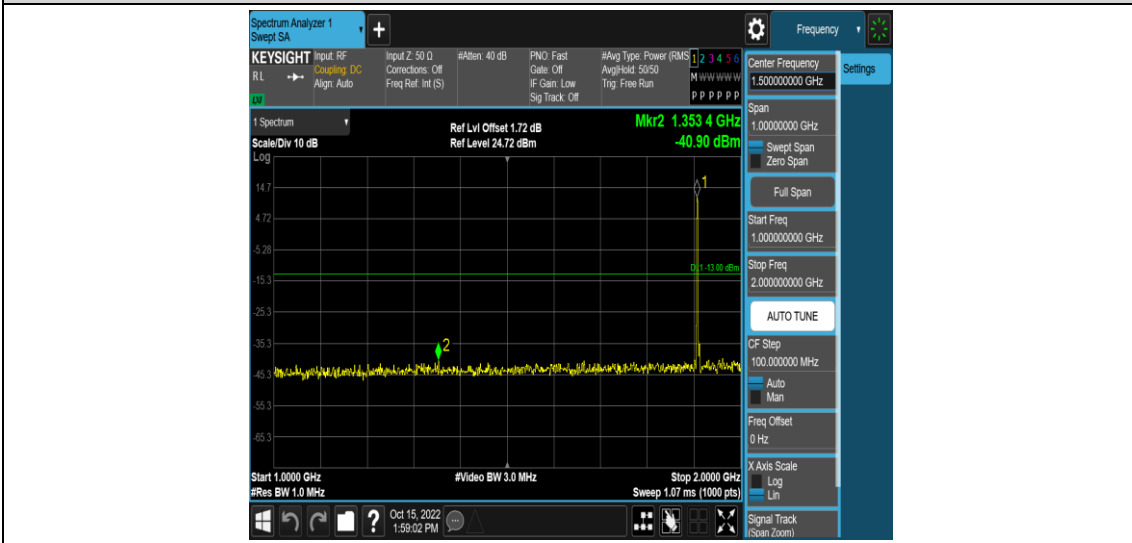 Spectrum Analyzer 1
Swept SA
+
Frequency
KEYSIGHT
Input: RF
Coupling: DC
Align: Auto
Input Z: 50 Ω
Corrections: Off
Freq Ref: Int (S)
#Atten: 40 dB
PNO: Fast
Gate: Off
IF Gain: Low
Sig Track: Off
#Avg Type: Power (RMS
Avg|Hold: 50/50
Trig: Free Run
1 2 3 4 5 6
M W W W W W
P P P P P P
R L
LXI
Center Frequency
1.500000000 GHz
Settings
Span
1.00000000 GHz
Swept Span
Zero Span
Full Span
Start Freq
1.000000000 GHz
Stop Freq
2.000000000 GHz
AUTO TUNE
CF Step
100.000000 MHz
Auto
Man
Freq Offset
0 Hz
X Axis Scale
Log
Lin
Signal Track
(Span Zoom)
1 Spectrum
Scale/Div 10 dB
Log
Ref Lvl Offset 1.72 dB
Ref Level 24.72 dBm
Mkr2 1.353 4 GHz
-40.90 dBm
14.7
4.72
-5.28
-15.3
-25.3
-35.3
-45.3
-55.3
-65.3
1
DL1 -13.00 dBm
2
Start 1.0000 GHz
#Res BW 1.0 MHz
#Video BW 3.0 MHz
Stop 2.0000 GHz
Sweep 1.07 ms (1000 pts)
?
Oct 15, 2022
1:59:02 PM